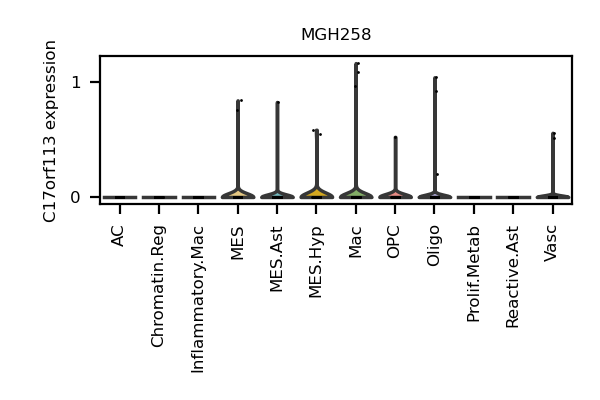 MGH258
C17orf113 expression
1
0
AC
Chromatin.Reg
Inflammatory.Mac
MES
MES.Ast
MES.Hyp
Mac
OPC
Oligo
Prolif.Metab
Reactive.Ast
Vasc